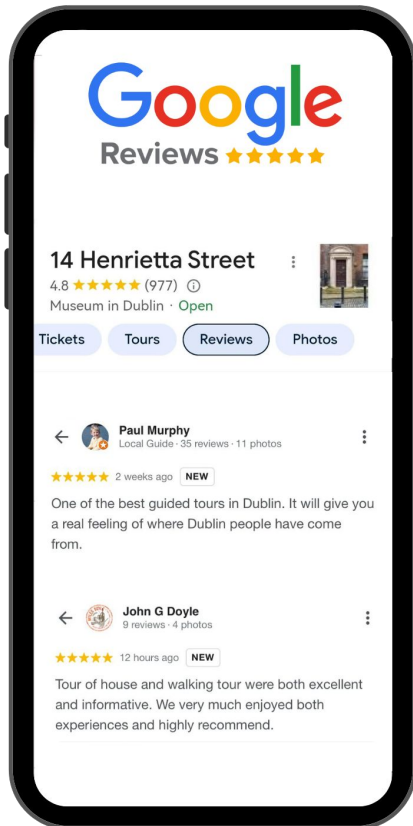 Google
Reviews
14 Henrietta Street
4.8 ★★★★★ (977)
Museum in Dublin · Open
Tickets Tours Reviews Photos
Paul Murphy
Local Guide · 35 reviews · 11 photos
★★★★★ 2 weeks ago NEW
One of the best guided tours in Dublin. It will give you
a real feeling of where Dublin people have come
from.
John G Doyle
9 reviews · 4 photos
★★★★★ 12 hours ago NEW
Tour of house and walking tour were both excellent
and informative. We very much enjoyed both
experiences and highly recommend.